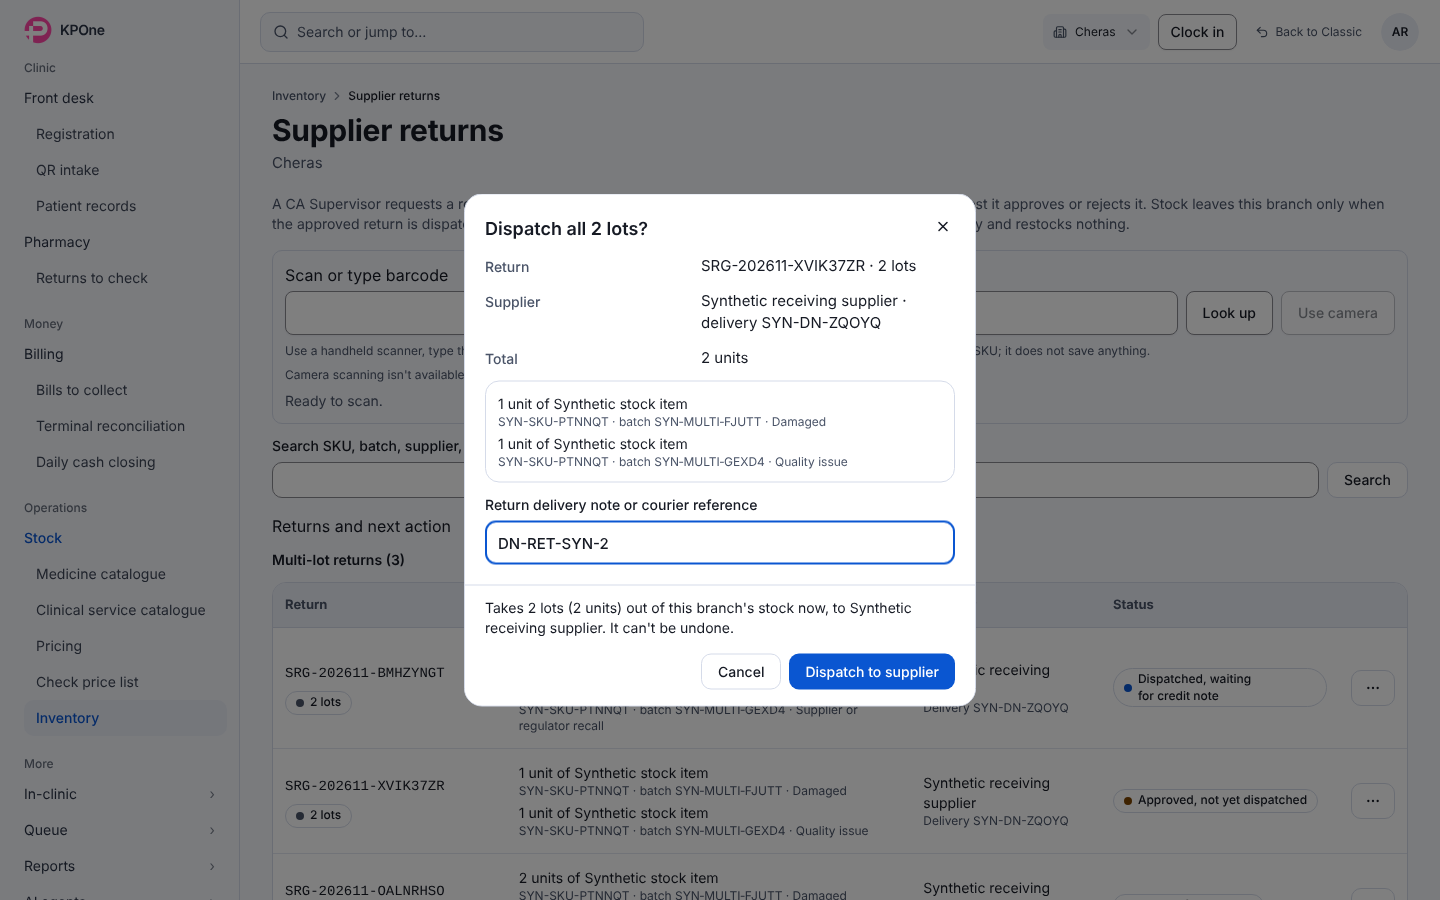 KPOne
Clinic
Front desk
Registration
QR intake
Patient records
Pharmacy
Returns to check
Money
Billing
Bills to collect
Terminal reconciliation
Daily cash closing
Operations
Stock
Medicine catalogue
Clinical service catalogue
Pricing
Check price list
Inventory
More
In-clinic
Queue
Reports
Search or jump to...
Cheras
Clock in
Back to Classic
AR
Inventory
Supplier returns
Supplier returns
Cheras
A CA Supervisor requests a
st it approves or rejects it. Stock leaves this branch only when
the approved return is dispat
y and restocks nothing.
Scan or type barcode
Look up
Use camera
Use a handheld scanner, type th
SKU; it does not save anything.
Camera scanning isn't available
Ready to scan.
Search SKU, batch, supplier,
Search
Returns and next action
Multi-lot returns (3)
Return
Status
SRG-202611-BMHZYNGT
2 lots
SYN-SKU-PTNNQT · batch SYN-MULTI-GEXD4 · Supplier or
regulator recall
ic receiving
Delivery SYN-DN-ZQOYQ
Dispatched, waiting
for credit note
SRG-202611-XVIK37ZR
2 lots
1 unit of Synthetic stock item
SYN-SKU-PTNNQT · batch SYN-MULTI-FJUTT · Damaged
1 unit of Synthetic stock item
SYN-SKU-PTNNQT · batch SYN-MULTI-GEXD4 · Quality issue
Synthetic receiving
supplier
Delivery SYN-DN-ZQOYQ
Approved, not yet dispatched
SRG-202611-OALNRHSO
2 units of Synthetic stock item
SYN-SKU-PTNNQT · batch SYN-MULTI-FJUTT · Damaged
Synthetic receiving
Dispatch all 2 lots?
Return
SRG-202611-XVIK37ZR · 2 lots
Supplier
Synthetic receiving supplier ·
delivery SYN-DN-ZQOYQ
Total
2 units
1 unit of Synthetic stock item
SYN-SKU-PTNNQT · batch SYN-MULTI-FJUTT · Damaged
1 unit of Synthetic stock item
SYN-SKU-PTNNQT · batch SYN-MULTI-GEXD4 · Quality issue
Return delivery note or courier reference
DN-RET-SYN-2
Takes 2 lots (2 units) out of this branch's stock now, to Synthetic
receiving supplier. It can't be undone.
Cancel
Dispatch to supplier